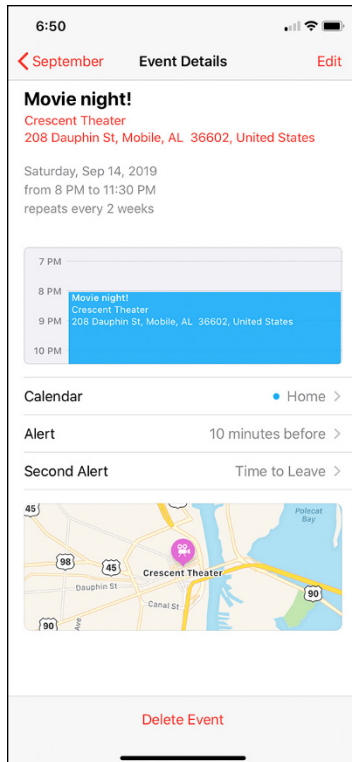 6:50
September
Event Details
Edit
Movie night!
Crescent Theater
208 Dauphin St, Mobile, AL  36602, United States
Saturday, Sep 14, 2019
from 8 PM to 11:30 PM
repeats every 2 weeks
7 PM
8 PM
Movie night!
Crescent Theater
9 PM
208 Dauphin St, Mobile, AL  36602, United States
10 PM
Calendar
Home
Alert
10 minutes before
Second Alert
Time to Leave
45
Polecat
Bay
98
45
Crescent Theater
Dauphin St
90
Canal St
90
Ave
Delete Event